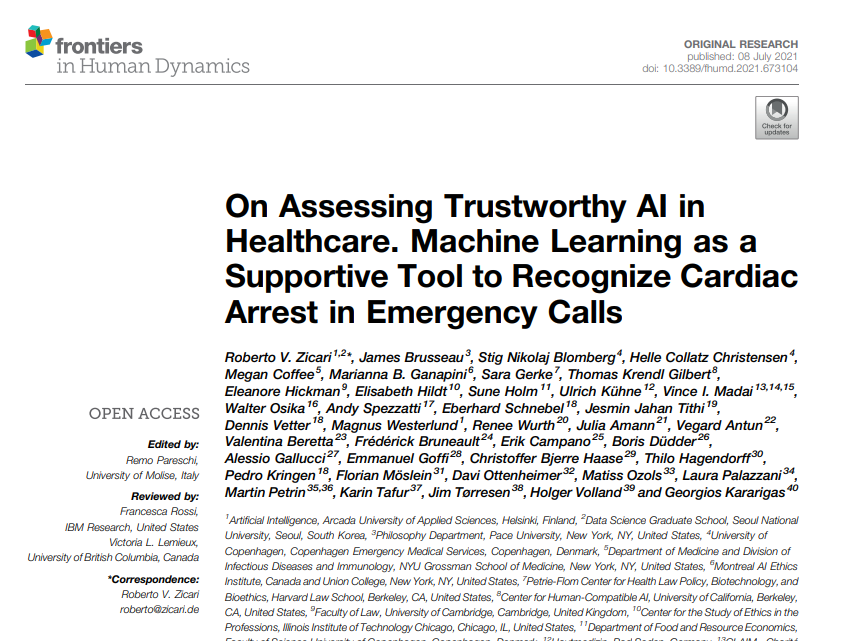 frontiers
in Human Dynamics
ORIGINAL RESEARCH
published: 08 July 2021
doi: 10.3389/fhumd.2021.673104
Check for
updates
On Assessing Trustworthy AI in
Healthcare. Machine Learning as a
Supportive Tool to Recognize Cardiac
Arrest in Emergency Calls
Roberto V. Zicari 1,2*, James Brusseau 3, Stig Nikolaj Blomberg 4, Helle Collatz Christensen 4,
Megan Coffee 5, Marianna B. Ganapini 6, Sara Gerke 7, Thomas Krendl Gilbert 8,
Eleanore Hickman 9, Elisabeth Hildt 10, Sune Holm 11, Ulrich Kühne 12, Vince I. Madai 13,14,15,
Walter Osika 16, Andy Spezzatti 17, Eberhard Schnebel 18, Jesmin Jahan Tithi 19,
Dennis Vetter 18, Magnus Westerlund 1, Renee Wurth 20, Julia Amann 21, Vegard Antun 22,
Valentina Beretta 23, Frédérick Bruneault 24, Erik Campano 25, Boris Düdder 26,
Alessio Gallucci 27, Emmanuel Goffi 28, Christoffer Bjerre Haase 29, Thilo Hagendorff 30,
Pedro Kringen 18, Florian Möslein 31, Davi Ottenheimer 32, Matiss Ozols 33, Laura Palazzani 34,
Martin Petrin 35,36, Karin Tafur 37, Jim Tørresen 38, Holger Volland 39 and Georgios Kararigas 40
OPEN ACCESS
Edited by:
Remo Pareschi,
University of Molise, Italy
Reviewed by:
Francesca Rossi,
IBM Research, United States
Victoria L. Lemieux,
University of British Columbia, Canada
*Correspondence:
Roberto V. Zicari
roberto@zicari.de
1 Artificial Intelligence, Arcada University of Applied Sciences, Helsinki, Finland, 2 Data Science Graduate School, Seoul National
University, Seoul, South Korea, 3 Philosophy Department, Pace University, New York, NY, United States, 4 University of
Copenhagen, Copenhagen Emergency Medical Services, Copenhagen, Denmark, 5 Department of Medicine and Division of
Infectious Diseases and Immunology, NYU Grossman School of Medicine, New York, NY, United States, 6 Montreal AI Ethics
Institute, Canada and Union College, New York, NY, United States, 7 Petrie-Flom Center for Health Law Policy, Biotechnology, and
Bioethics, Harvard Law School, Berkeley, CA, United States, 8 Center for Human-Compatible AI, University of California, Berkeley,
CA, United States, 9 Faculty of Law, University of Cambridge, Cambridge, United Kingdom, 10 Center for the Study of Ethics in the
Professions, Illinois Institute of Technology Chicago, Chicago, IL, United States, 11 Department of Food and Resource Economics,